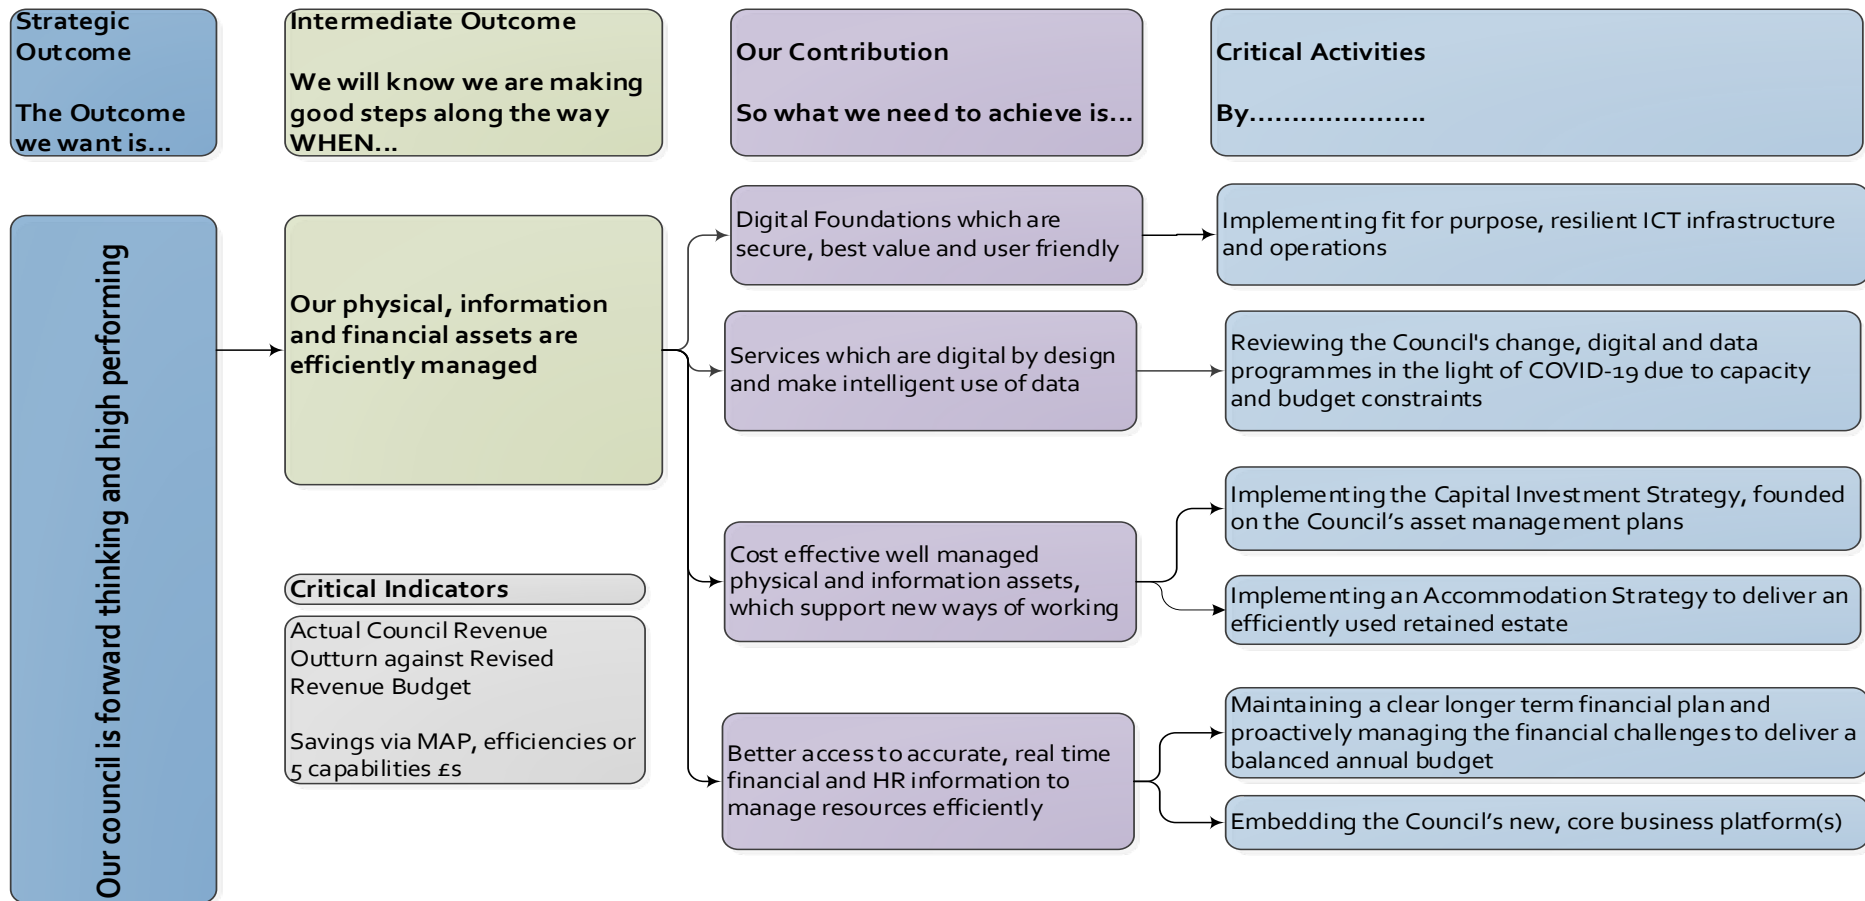 Strategic
Outcome
The Outcome
we want is...
Intermediate Outcome
We will know we are making
good steps along the way
WHEN...
Our Contribution
So what we need to achieve is...
Critical Activities
By.....................
Our council is forward thinking and high performing
Our physical, information
and financial assets are
efficiently managed
Critical Indicators
Actual Council Revenue
Outturn against Revised
Revenue Budget
Savings via MAP, efficiencies or
5 capabilities £s
Digital Foundations which are
secure, best value and user friendly
Implementing fit for purpose, resilient ICT infrastructure
and operations
Services which are digital by design
and make intelligent use of data
Reviewing the Council's change, digital and data
programmes in the light of COVID-19 due to capacity
and budget constraints
Cost effective well managed
physical and information assets,
which support new ways of working
Implementing the Capital Investment Strategy, founded
on the Council’s asset management plans
Implementing an Accommodation Strategy to deliver an
efficiently used retained estate
Better access to accurate, real time
financial and HR information to
manage resources efficiently
Maintaining a clear longer term financial plan and
proactively managing the financial challenges to deliver a
balanced annual budget
Embedding the Council’s new, core business platform(s)